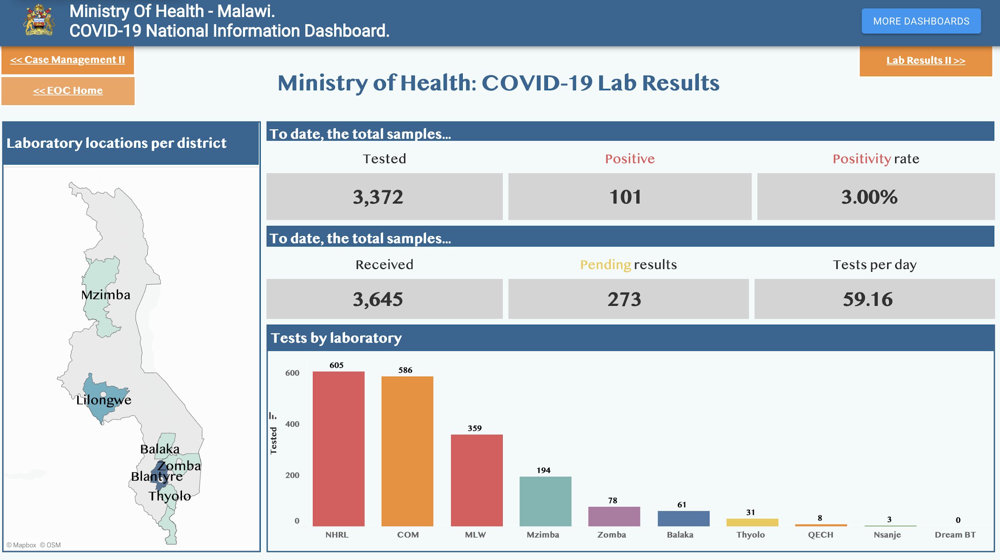 Ministry Of Health - Malawi.
COVID-19 National Information Dashboard.
MORE DASHBOARDS
<< Case Management II
Lab Results II >>
<< EOC Home
Ministry of Health: COVID-19 Lab Results
Laboratory locations per district
Mzimba
Lilongwe
Balaka
Zomba
Blantyre
Thyolo
© Mapbox © OSM
To date, the total samples...
Tested
Positive
Positivity rate
3,372
101
3.00%
To date, the total samples...
Received
Pending results
Tests per day
3,645
273
59.16
Tests by laboratory
Tested
600
400
200
0
605
586
359
194
78
61
31
8
3
0
NHRL
COM
MLW
Mzimba
Zomba
Balaka
Thyolo
QECH
Nsanje
Dream BT